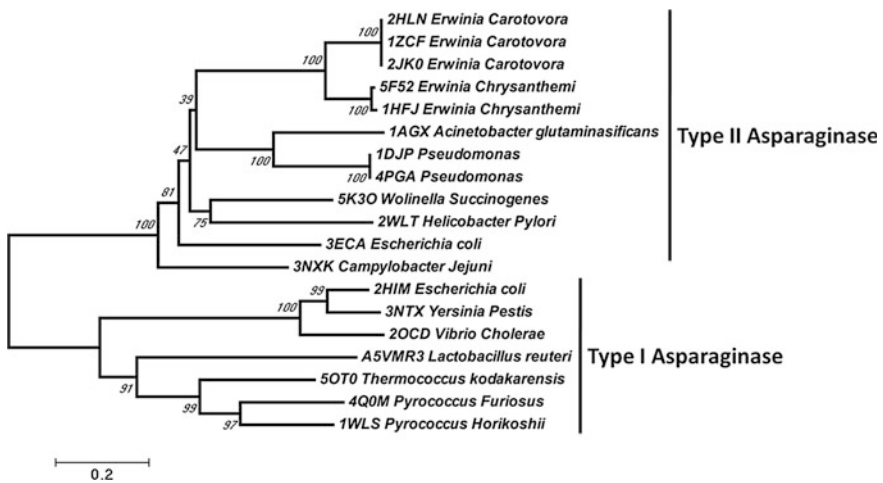 100
2HLN Erwinia Carotovora
1ZCF Erwinia Carotovora
2JK0 Erwinia Carotovora
100
5F52 Erwinia Chrysanthemi
100
1HFJ Erwinia Chrysanthemi
39
1AGX Acinetobacter glutaminasificans
Type II Asparaginase
100
1DJP Pseudomonas
100
4PGA Pseudomonas
47
5K3O Wolinella Succinogenes
81
75
2WLT Helicobacter Pylori
100
3ECA Escherichia coli
3NXK Campylobacter Jejuni
99
2HIM Escherichia coli
100
3NTX Yersinia Pestis
2OCD Vibrio Cholerae
A5VMR3 Lactobacillus reuteri
Type I Asparaginase
91
5OT0 Thermococcus kodakarensis
99
4Q0M Pyrococcus Furiosus
97
1WLS Pyrococcus Horikoshii
0.2